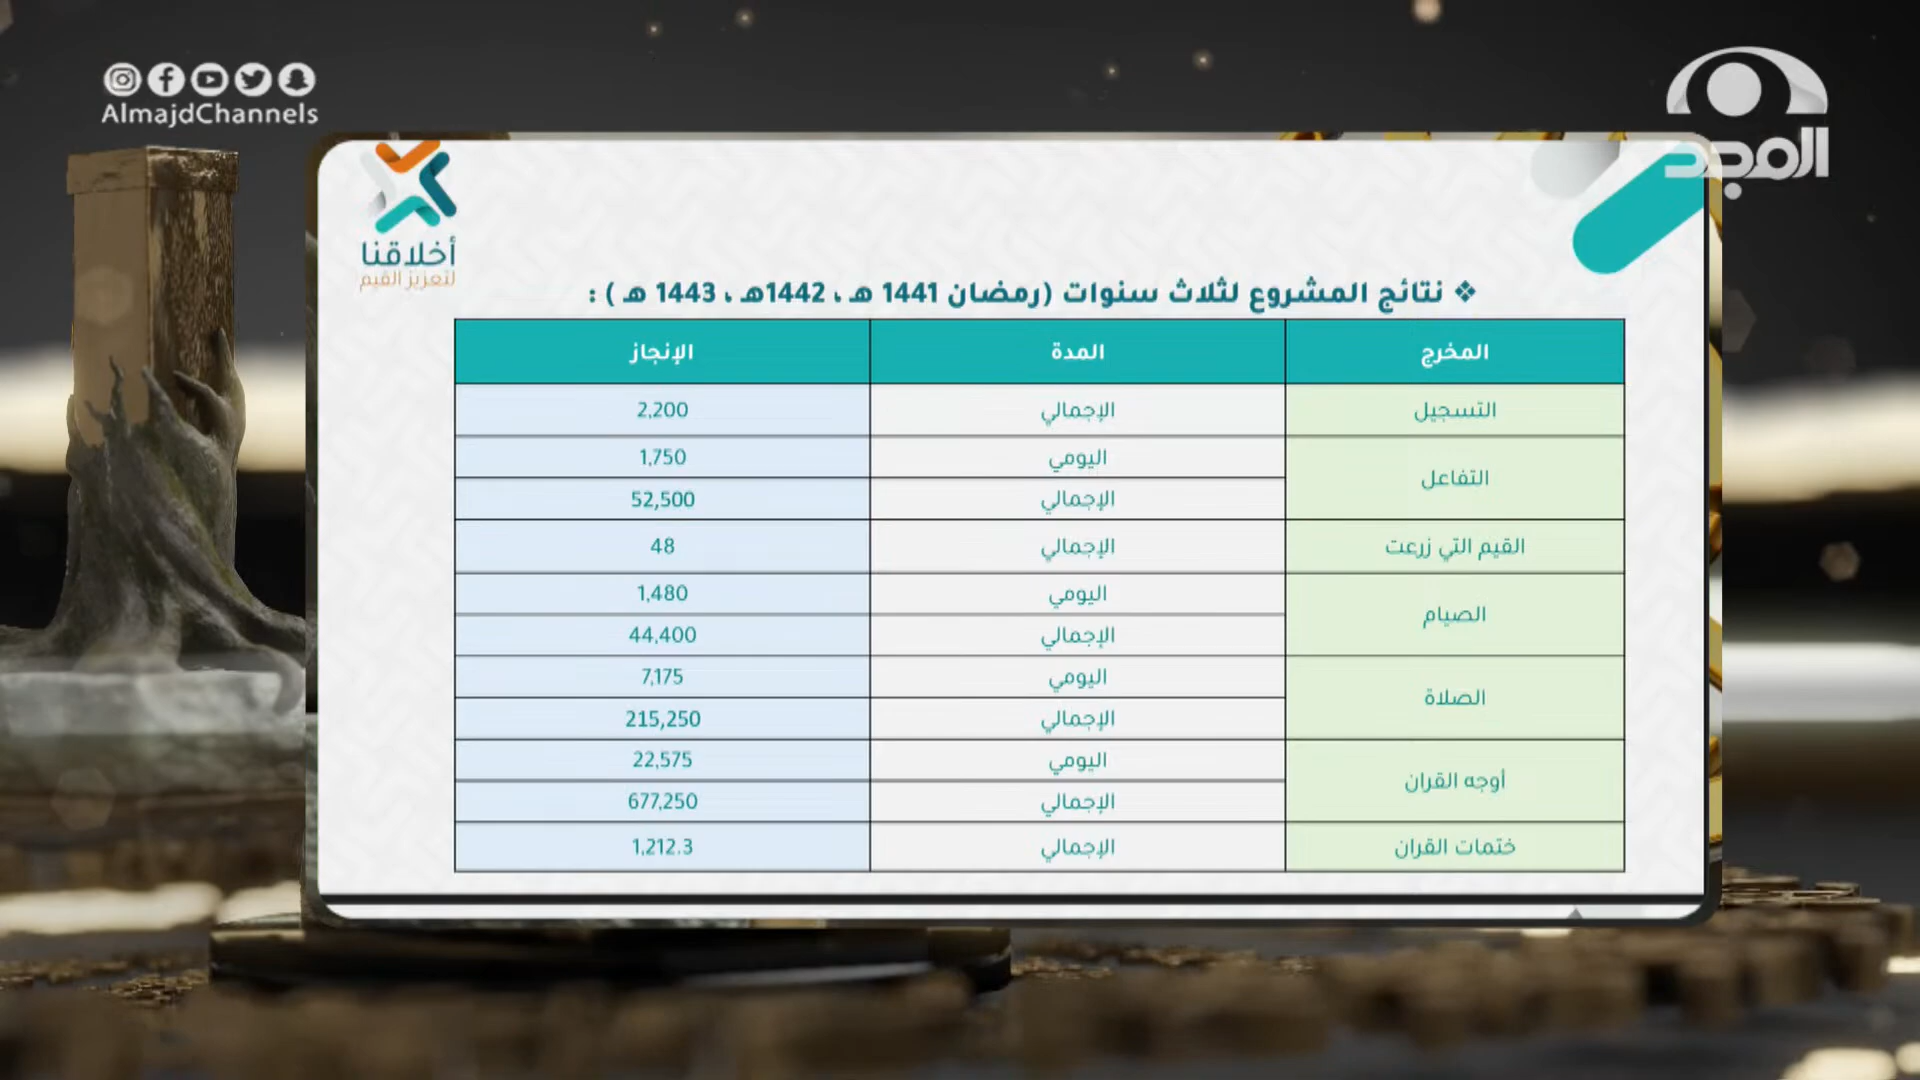 AlmajdChannels
المجد
أخلاقنا
لتعزيز القيم
❖ نتائج المشروع لثلاث سنوات (رمضان 1441 هـ ، 1442هـ ، 1443 هـ ) :
المخرج المدة الإنجاز
التسجيل الإجمالي 2,200
التفاعل اليومي 1,750
الإجمالي 52,500
القيم التي زرعت الإجمالي 48
الصيام اليومي 1,480
الإجمالي 44,400
الصلاة اليومي 7,175
الإجمالي 215,250
أوجه القران اليومي 22,575
الإجمالي 677,250
ختمات القران الإجمالي 1,212.3